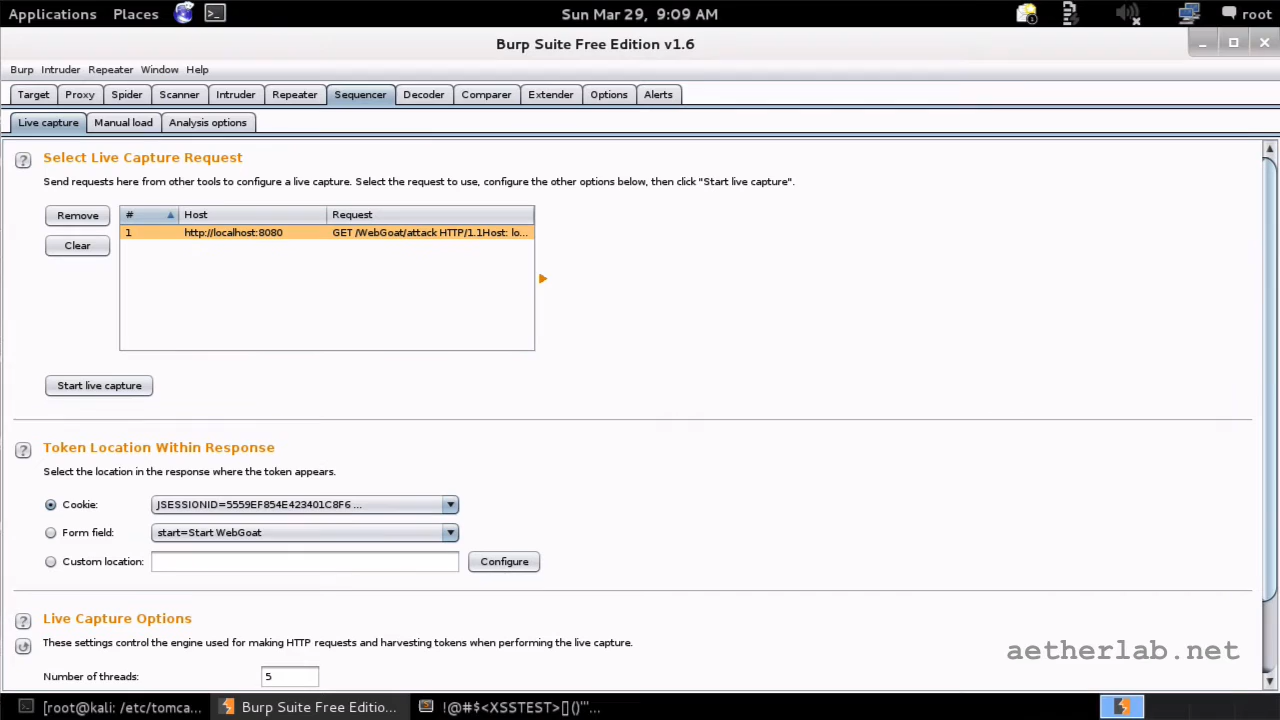 Applications Places Sun Mar 29, 9:09 AM root
Burp Suite Free Edition v1.6
Burp Intruder Repeater Window Help
Target Proxy Spider Scanner Intruder Repeater Sequencer Decoder Comparer Extender Options Alerts
Live capture Manual load Analysis options
? Select Live Capture Request
Send requests here from other tools to configure a live capture. Select the request to use, configure the other options below, then click "Start live capture".
Remove # Host Request
1 http://localhost:8080 GET /WebGoat/attack HTTP/1.1Host: lo...
Clear
Start live capture
? Token Location Within Response
Select the location in the response where the token appears.
Cookie: JSESSIONID=5559EF854E423401C8F6 ...
Form field: start=Start WebGoat
Custom location: Configure
? Live Capture Options
These settings control the engine used for making HTTP requests and harvesting tokens when performing the live capture.
aetherlab.net
Number of threads: 5
[root@kali: /etc/tomca... Burp Suite Free Editio... !@#$<XSSTEST>[]()'"...